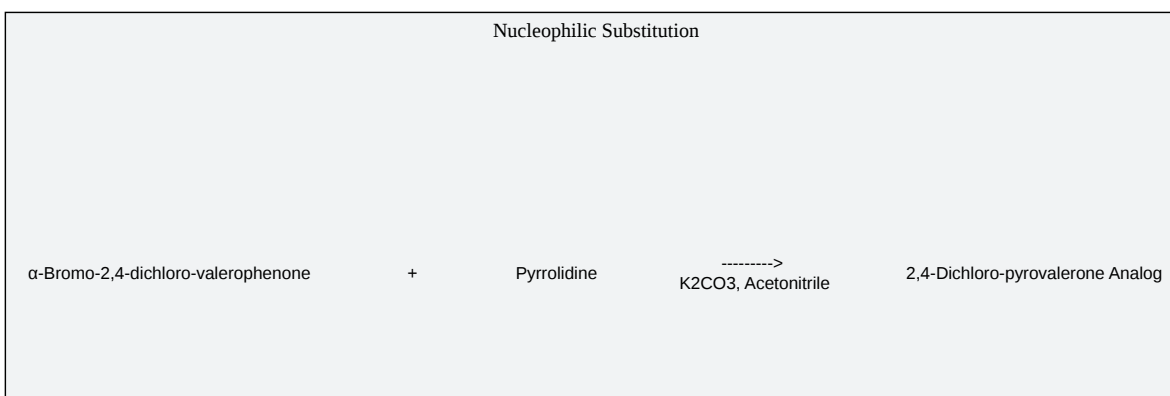 Nucleophilic Substitution
α-Bromo-2,4-dichloro-valerophenone + Pyrrolidine --------->
K2CO3, Acetonitrile 2,4-Dichloro-pyrovalerone Analog